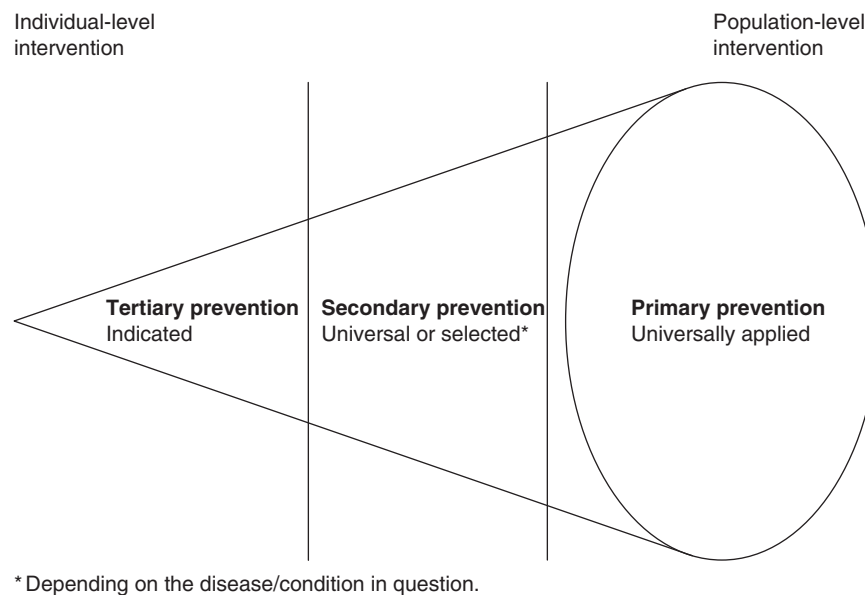 Individual-level
intervention
Population-level
intervention
Tertiary prevention
Indicated
Secondary prevention
Universal or selected*
Primary prevention
Universally applied
* Depending on the disease/condition in question.